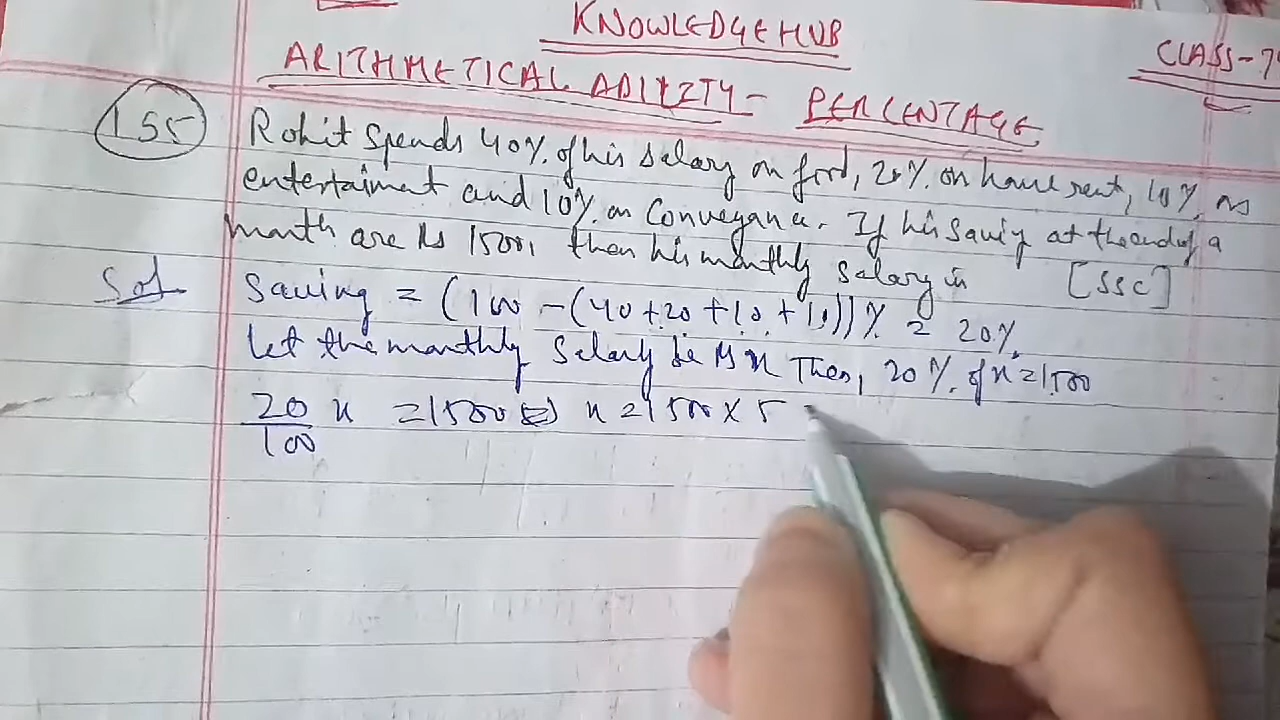 KNOWLEDGE HUB
CLASS-7
ARITHMETICAL ABILITY - PERCENTAGE
155 Rohit spends 40% of his salary on food, 20% on house rent, 10% on
entertaiment and 10% on Conveyance. If his saving at the end of a
month are Rs 1500, then his monthly salary is [SSC]
Sol Saving = (100 - (40 + 20 + 10 + 10))% = 20%
Let the monthly Salary be Rs x Then, 20% of x = 1500
20/100 x = 1500 => x = 1500 x 5